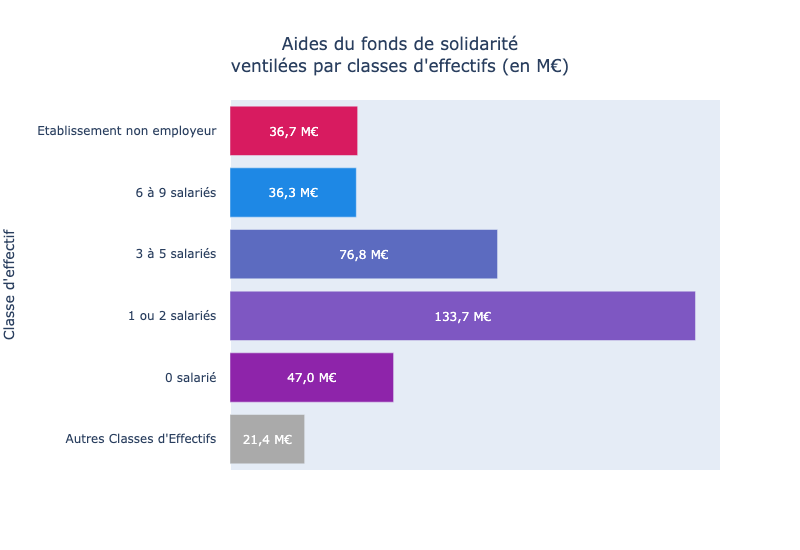 Aides du fonds de solidarité
ventilées par classes d'effectifs (en M€)
Classe d'effectif
Etablissement non employeur
36,7 M€
6 à 9 salariés
36,3 M€
3 à 5 salariés
76,8 M€
1 ou 2 salariés
133,7 M€
0 salarié
47,0 M€
Autres Classes d'Effectifs
21,4 M€